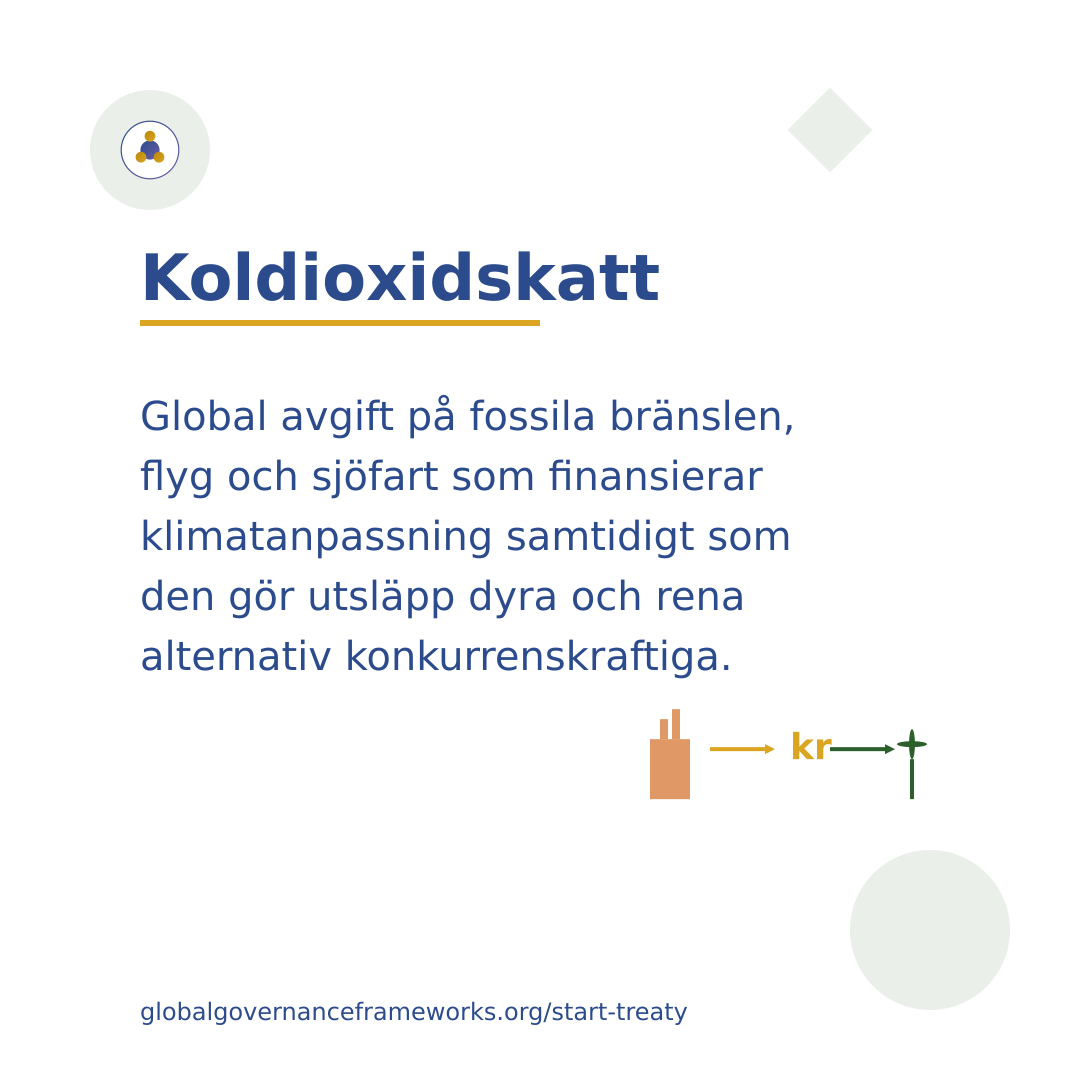 Koldioxidskatt
Global avgift på fossila bränslen,
flyg och sjöfart som finansierar
klimatanpassning samtidigt som
den gör utsläpp dyra och rena
alternativ konkurrenskraftiga.
kr
globalgovernanceframeworks.org/start-treaty